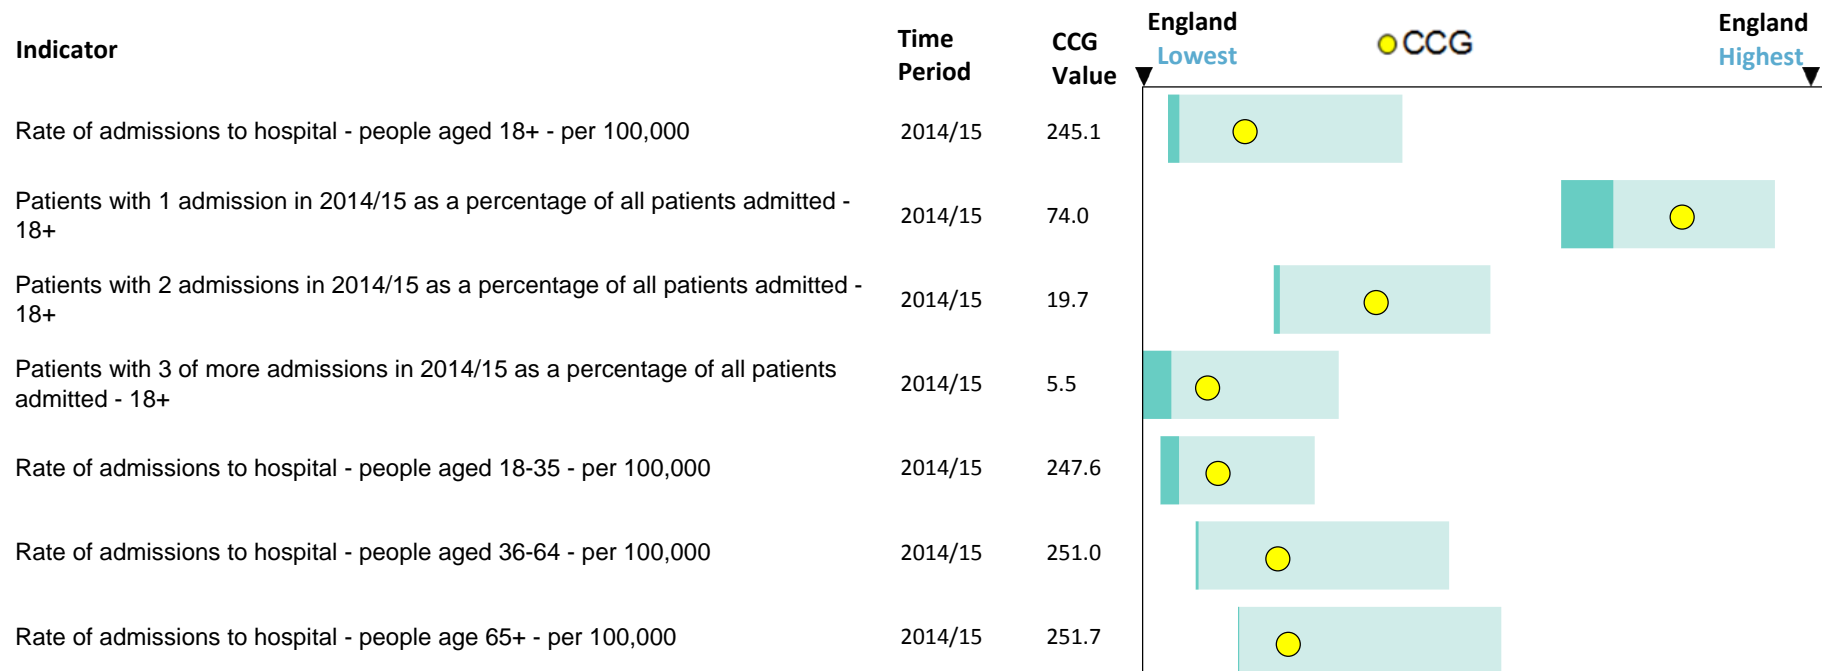 Indicator
Time Period
CCG Value
England Lowest
CCG
England Highest
Rate of admissions to hospital - people aged 18+ - per 100,000 2014/15 245.1
Patients with 1 admission in 2014/15 as a percentage of all patients admitted -
18+
2014/15 74.0
Patients with 2 admissions in 2014/15 as a percentage of all patients admitted -
18+
2014/15 19.7
Patients with 3 of more admissions in 2014/15 as a percentage of all patients
admitted - 18+
2014/15 5.5
Rate of admissions to hospital - people aged 18-35 - per 100,000 2014/15 247.6
Rate of admissions to hospital - people aged 36-64 - per 100,000 2014/15 251.0
Rate of admissions to hospital - people age 65+ - per 100,000 2014/15 251.7